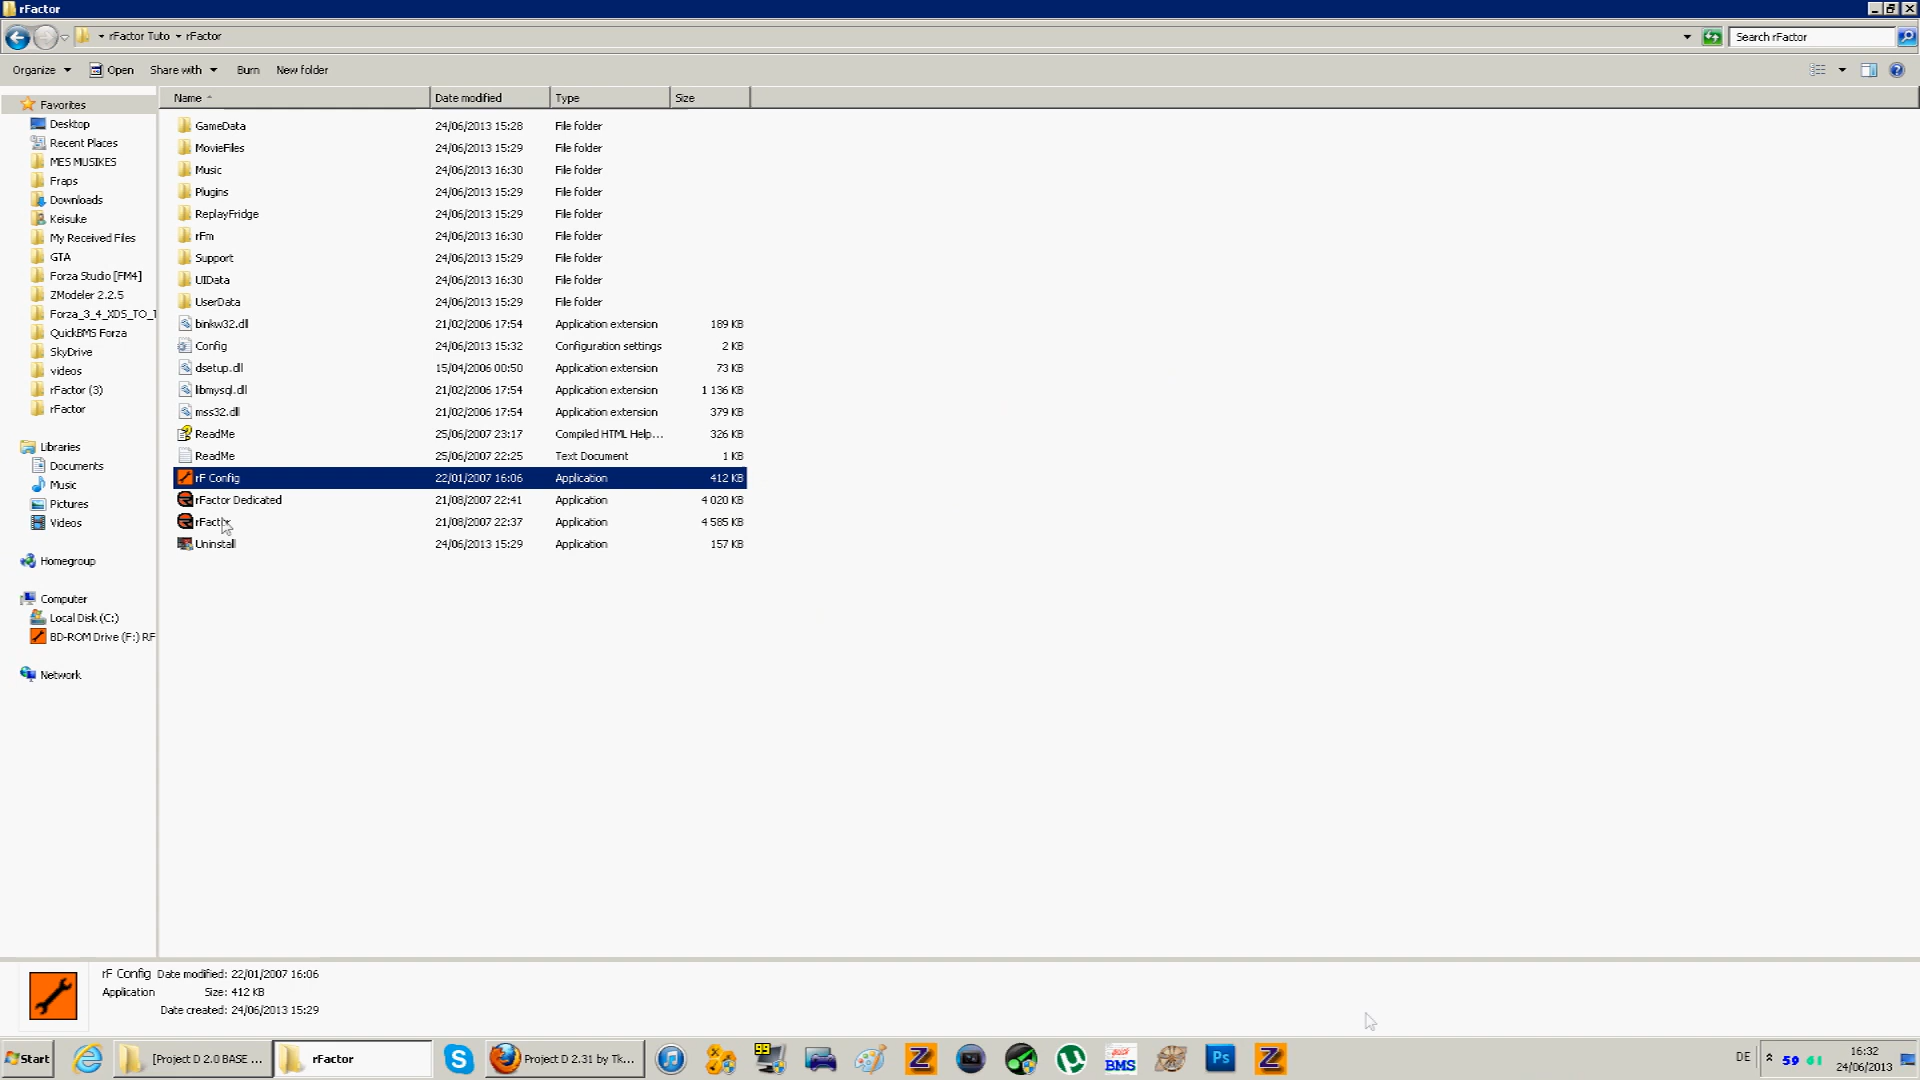 rFactor
rFactor Tuto rFactor
Search rFactor
Organize Open Share with Burn New folder
Name Date modified Type Size
Favorites
Desktop
Recent Places
MES MUSIKES
Fraps
Downloads
Keisuke
My Received Files
GTA
Forza Studio [FM4]
ZModeler 2.2.5
Forza_3_4_XDS_TO_
QuickBMS Forza
SkyDrive
videos
rFactor (3)
rFactor
Libraries
Documents
Music
Pictures
Videos
Homegroup
Computer
Local Disk (C:)
BD-ROM Drive (F:) RF
Network
GameData 24/06/2013 15:28 File folder
MovieFiles 24/06/2013 15:29 File folder
Music 24/06/2013 16:30 File folder
Plugins 24/06/2013 15:29 File folder
ReplayFridge 24/06/2013 15:29 File folder
rFm 24/06/2013 16:30 File folder
Support 24/06/2013 15:29 File folder
UIData 24/06/2013 16:30 File folder
UserData 24/06/2013 15:29 File folder
binkw32.dll 21/02/2006 17:54 Application extension 189 KB
Config 24/06/2013 15:32 Configuration settings 2 KB
dsetup.dll 15/04/2006 00:50 Application extension 73 KB
libmysql.dll 21/02/2006 17:54 Application extension 1 136 KB
mss32.dll 21/02/2006 17:54 Application extension 379 KB
ReadMe 25/06/2007 23:17 Compiled HTML Help... 326 KB
ReadMe 25/06/2007 22:25 Text Document 1 KB
rF Config 22/01/2007 16:06 Application 412 KB
rFactor Dedicated 21/08/2007 22:41 Application 4 020 KB
rFactor 21/08/2007 22:37 Application 4 585 KB
Uninstall 24/06/2013 15:29 Application 157 KB
rF Config Date modified: 22/01/2007 16:06
Application Size: 412 KB
Date created: 24/06/2013 15:29
Start
[Project D 2.0 BASE ...
rFactor
Project D 2.31 by Tk...
99
BMS
Ps
DE
59 61
16:32
24/06/2013